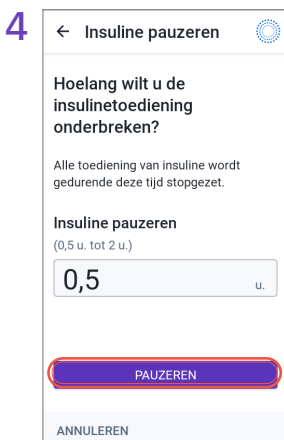 4
Insuline pauzeren
Hoelang wilt u de
insulinetoediening
onderbreken?
Alle toediening van insuline wordt
gedurende deze tijd stopgezet.
Insuline pauzeren
(0,5 u. tot 2 u.)
0,5 u.
PAUZEREN
ANNULEREN